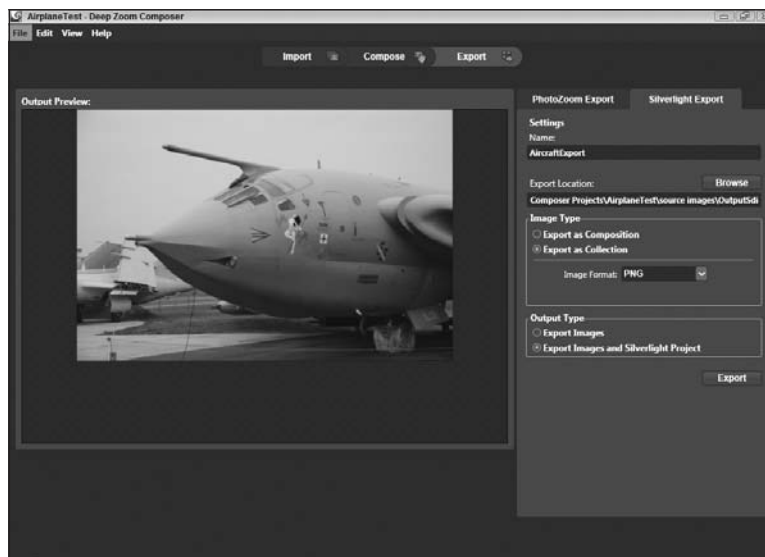 AirplaneTest - Deep Zoom Composer
File Edit View Help
Import Compose Export
Output Preview:
PhotoZoom Export Silverlight Export
Settings
Name:
AircraftExport
Export Location:
Browse
Composer Projects\AirplaneTest\source images\OutputSdi
Image Type
Export as Composition
Export as Collection
Image Format: PNG
Output Type
Export Images
Export Images and Silverlight Project
Export